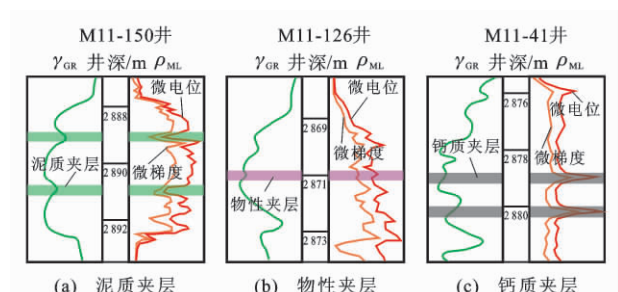 M11-150井
γGR 井深/m ρML
微电位
2 888
泥质夹层
微梯度
2 890
2 892
(a) 泥质夹层
M11-126井
γGR 井深/m ρML
微电位
2 869
微梯度
2 871
物性夹层
2 873
(b) 物性夹层
M11-41井
γGR 井深/m ρML
2 876
微电位
钙质夹层
2 878
微梯度
2 880
(c) 钙质夹层